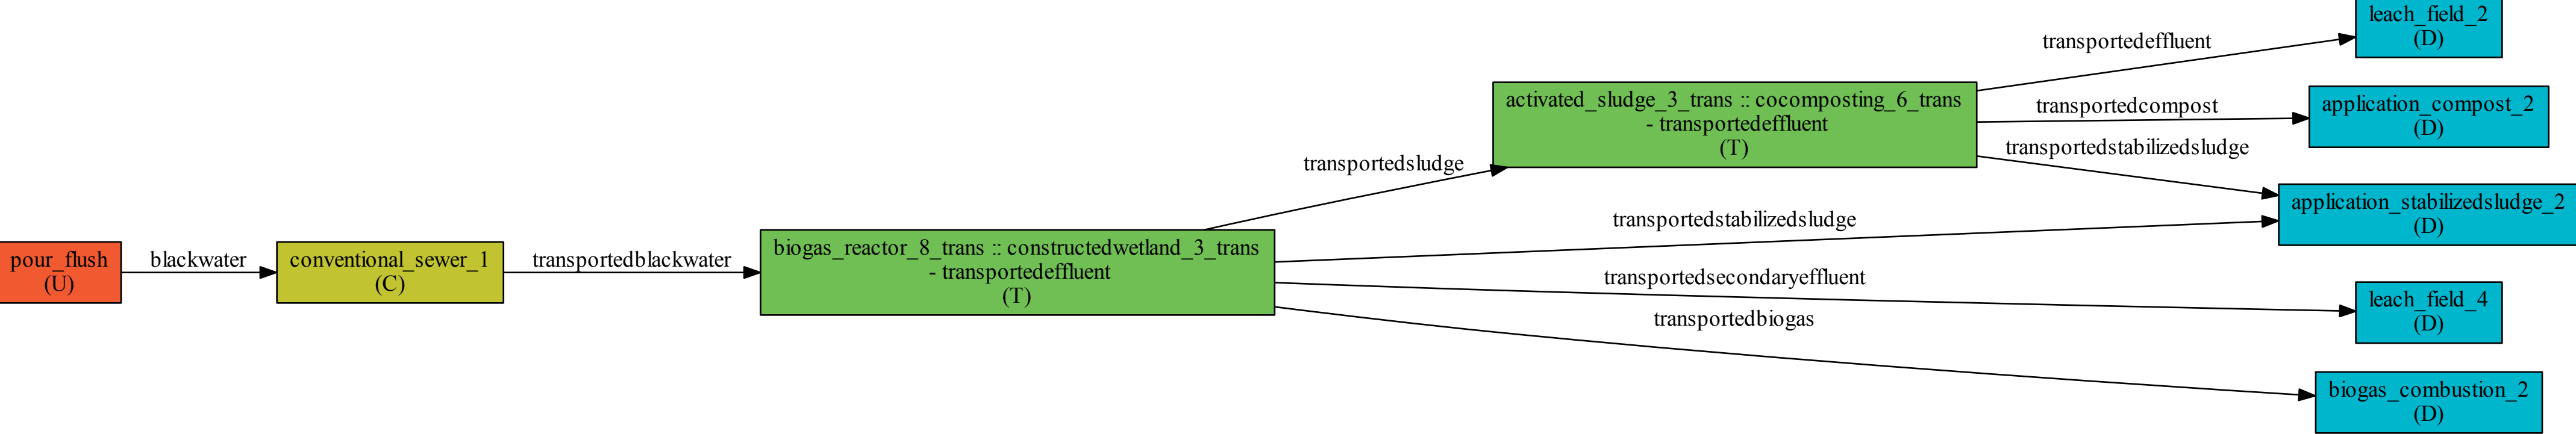 pour_flush
(U)
blackwater
conventional_sewer_1
(C)
transportedblackwater
biogas_reactor_8_trans :: constructedwetland_3_trans
- transportedeffluent
(T)
transportedsludge
activated_sludge_3_trans :: cocomposting_6_trans
- transportedeffluent
(T)
transportedeffluent
transportedcompost
transportedstabilizedsludge
transportedstabilizedsludge
transportedsecondaryeffluent
transportedbiogas
leach_field_2
(D)
application_compost_2
(D)
application_stabilizedsludge_2
(D)
leach_field_4
(D)
biogas_combustion_2
(D)